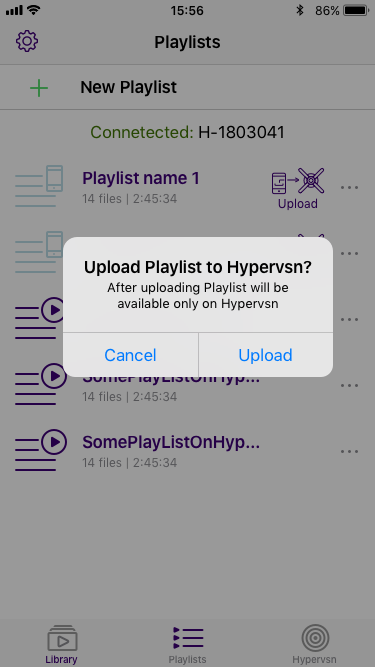 15:56
86%
Playlists
New Playlist
Connetected: H-1803041
Playlist name 1
14 files | 2:45:34
Upload
Upload Playlist to Hypervsn?
After uploading Playlist will be
available only on Hypervsn
Cancel
Upload
SomePlayListOnHyp...
14 files | 2:45:34
SomePlayListOnHyp...
14 files | 2:45:34
Library
Playlists
Hypervsn